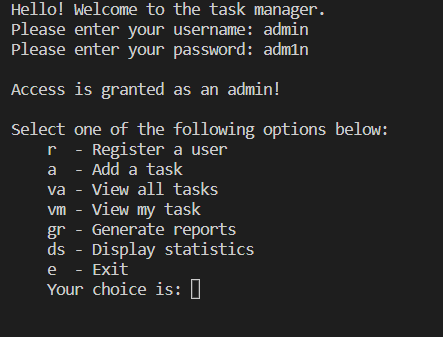 Hello! Welcome to the task manager.
Please enter your username: admin
Please enter your password: adm1n
Access is granted as an admin!
Select one of the following options below:
r - Register a user
a - Add a task
va - View all tasks
vm - View my task
gr - Generate reports
ds - Display statistics
e - Exit
Your choice is: